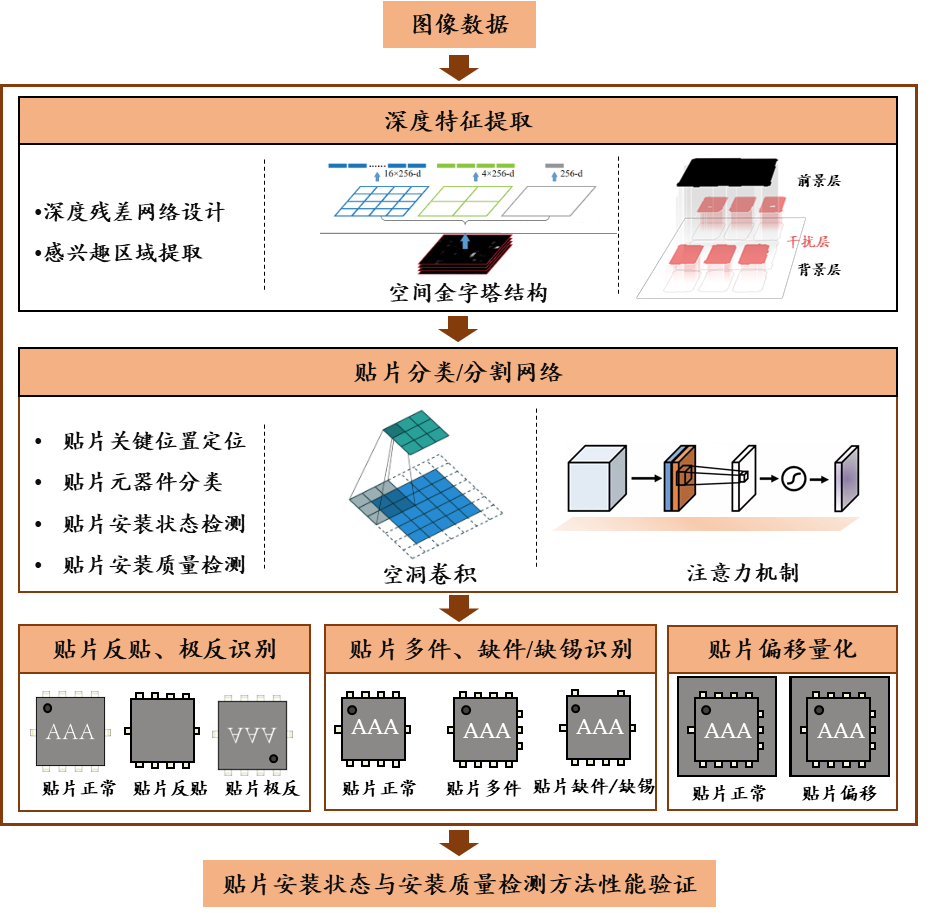 图像数据
深度特征提取
•深度残差网络设计
•感兴趣区域提取
16×256-d
4×256-d
256-d
空间金字塔结构
前景层
干扰层
背景层
贴片分类/分割网络
• 贴片关键位置定位
• 贴片元器件分类
• 贴片安装状态检测
• 贴片安装质量检测
空洞卷积
注意力机制
贴片反贴、极反识别
AAA
AAA
贴片正常
贴片反贴
贴片极反
贴片多件、缺件/缺锡识别
AAA
AAA
AAA
贴片正常
贴片多件
贴片缺件/缺锡
贴片偏移量化
AAA
AAA
贴片正常
贴片偏移
贴片安装状态与安装质量检测方法性能验证